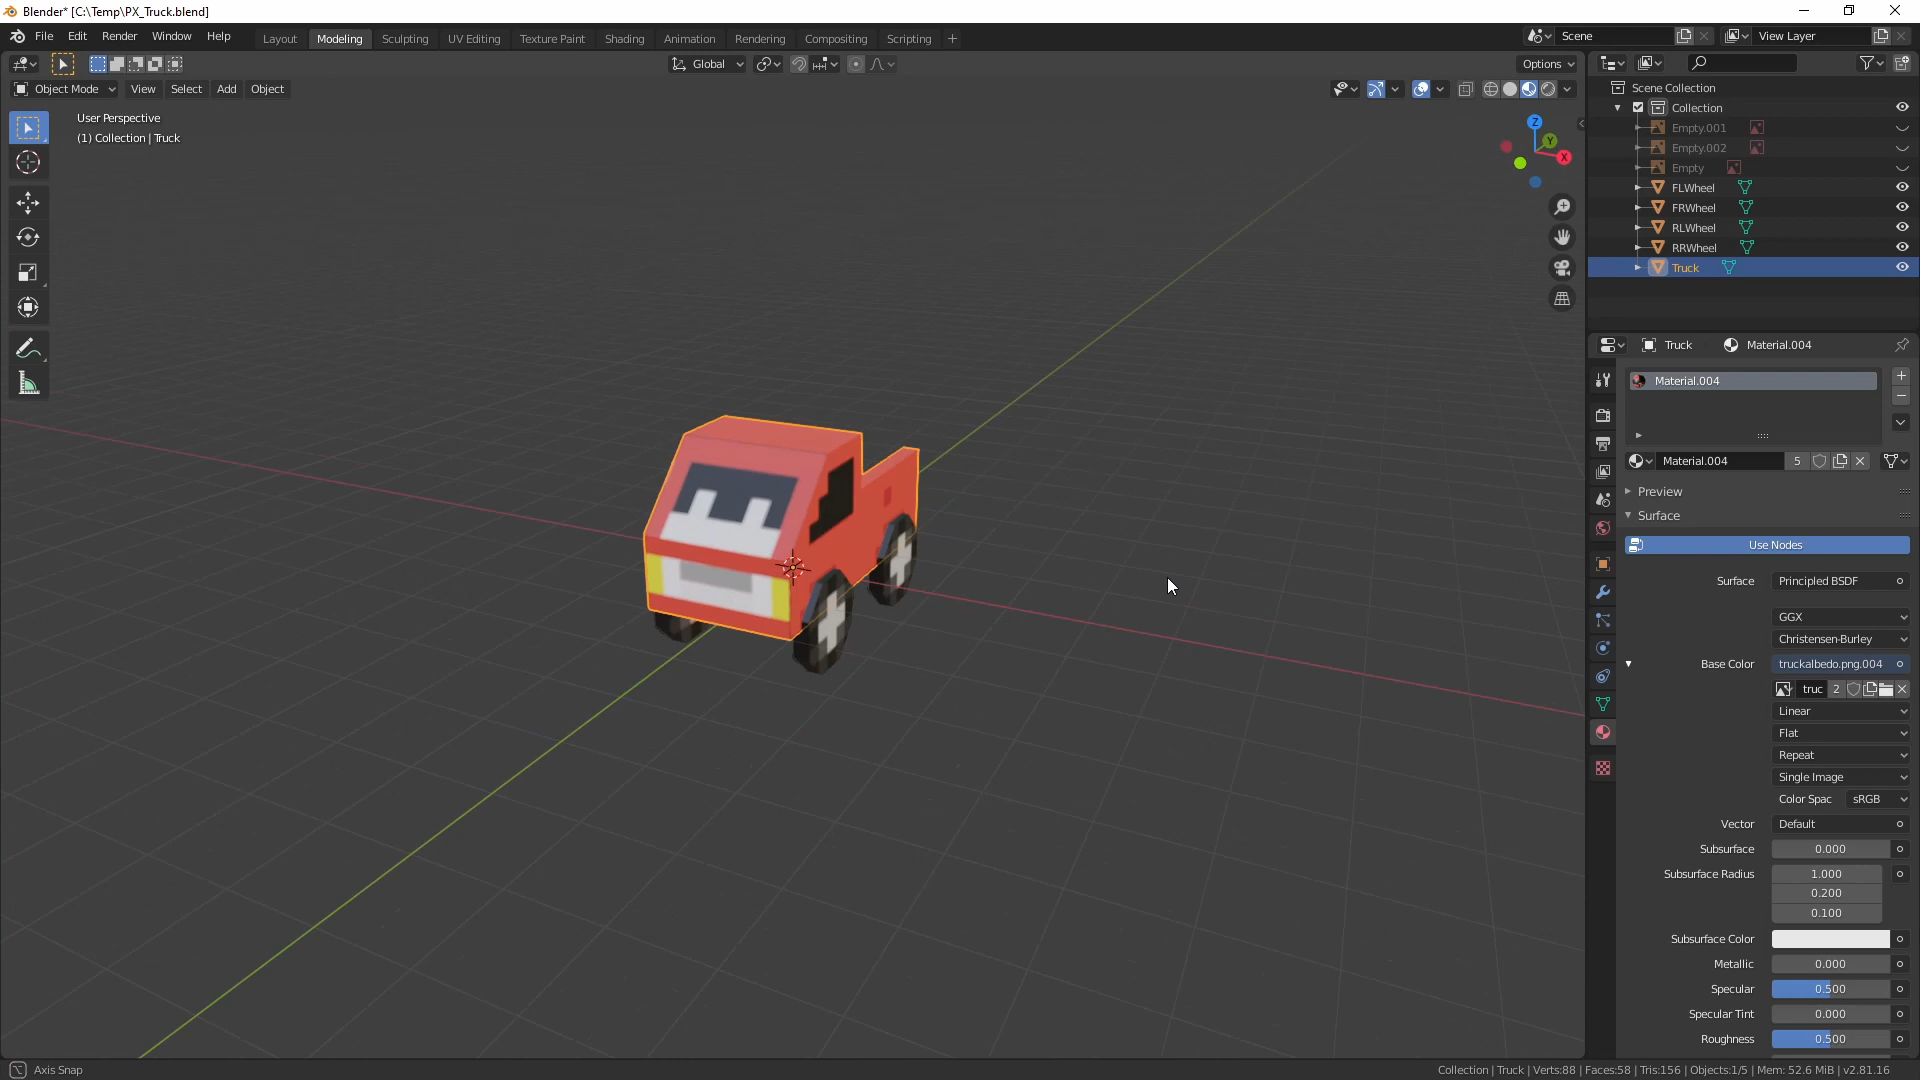 Blender* [C:\Temp\PX_Truck.blend]
File Edit Render Window Help
Layout Modeling Sculpting UV Editing Texture Paint Shading Animation Rendering Compositing Scripting +
Scene View Layer
Global Options
Object Mode View Select Add Object
User Perspective
(1) Collection | Truck
Z
Y
X
Scene Collection
Collection
Empty.001
Empty.002
Empty
FLWheel
FRWheel
RLWheel
RRWheel
Truck
Truck Material.004
Material.004
Material.004 5
Preview
Surface
Use Nodes
Surface Principled BSDF
GGX
Christensen-Burley
Base Color truckalbedo.png.004
truc 2
Linear
Flat
Repeat
Single Image
Color Spac sRGB
Vector Default
Subsurface 0.000
Subsurface Radius 1.000
0.200
0.100
Subsurface Color
Metallic 0.000
Specular 0.500
Specular Tint 0.000
Roughness 0.500
Axis Snap
Collection | Truck | Verts:88 | Faces:58 | Tris:156 | Objects:1/5 | Mem: 52.6 MiB | v2.81.16